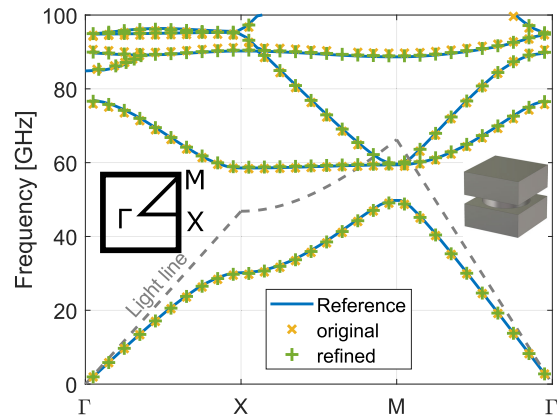 Frequency [GHz]
100
80
60
40
20
0
Γ
X
M
Γ
M
Γ
X
Light line
Reference
original
refined